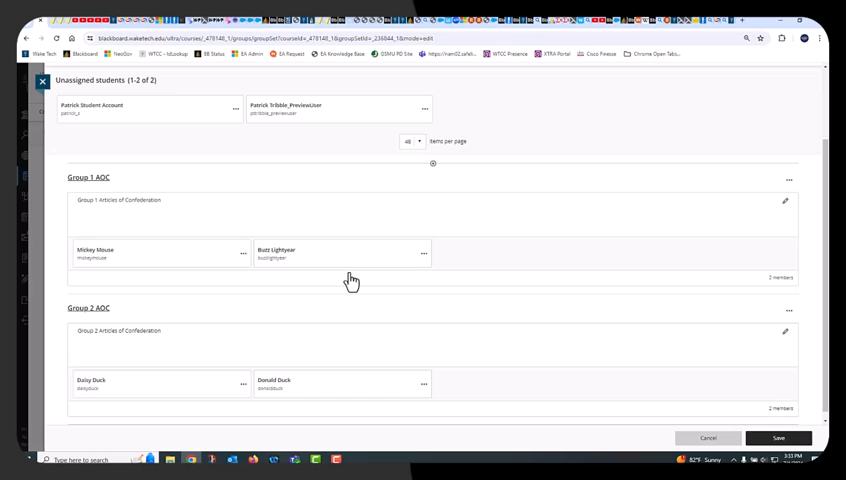 blackboard.waketech.edu/ultra/courses/_478148_1/groups/groupSet?courseId=_478148_1&groupSetId=_236844_1&mode=edit
Wake Tech
Blackboard
NeoGov
WTCC - IdLookup
BB Status
EA Admin
EA Request
EA Knowledge Base
OSMU PD Site
https://nam02.safeli...
WTCC Presence
XTRA Portal
Cisco Finesse
Chrome Open Tabs...
Unassigned students (1-2 of 2)
Patrick Student Account
patrick_s
Patrick Tribble_PreviewUser
pdtribble_previewuser
48 items per page
Group 1 AOC
Group 1 Articles of Confederation
Mickey Mouse
mickeymouse
Buzz Lightyear
buzzlightyear
2 members
Group 2 AOC
Group 2 Articles of Confederation
Daisy Duck
daisyduck
Donald Duck
donaldduck
2 members
Cancel
Save
Type here to search
82°F Sunny
3:33 PM